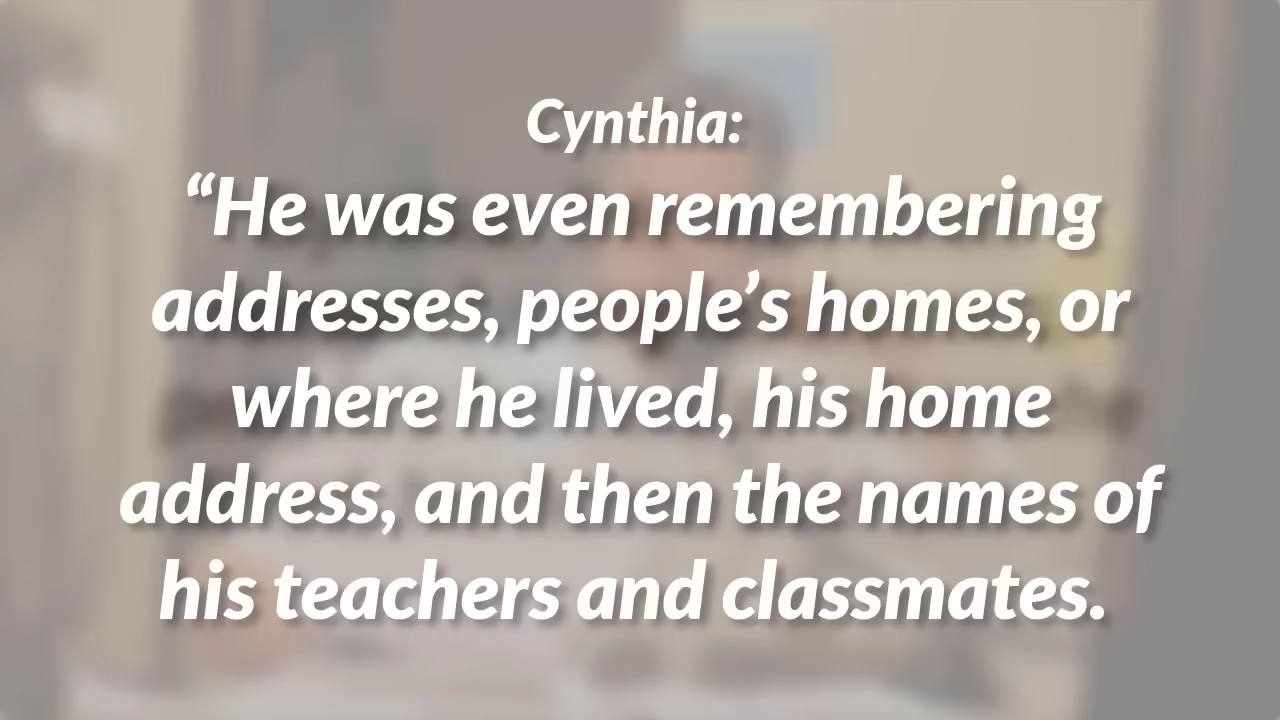 Cynthia:
“He was even remembering
addresses, people’s homes, or
where he lived, his home
address, and then the names of
his teachers and classmates.